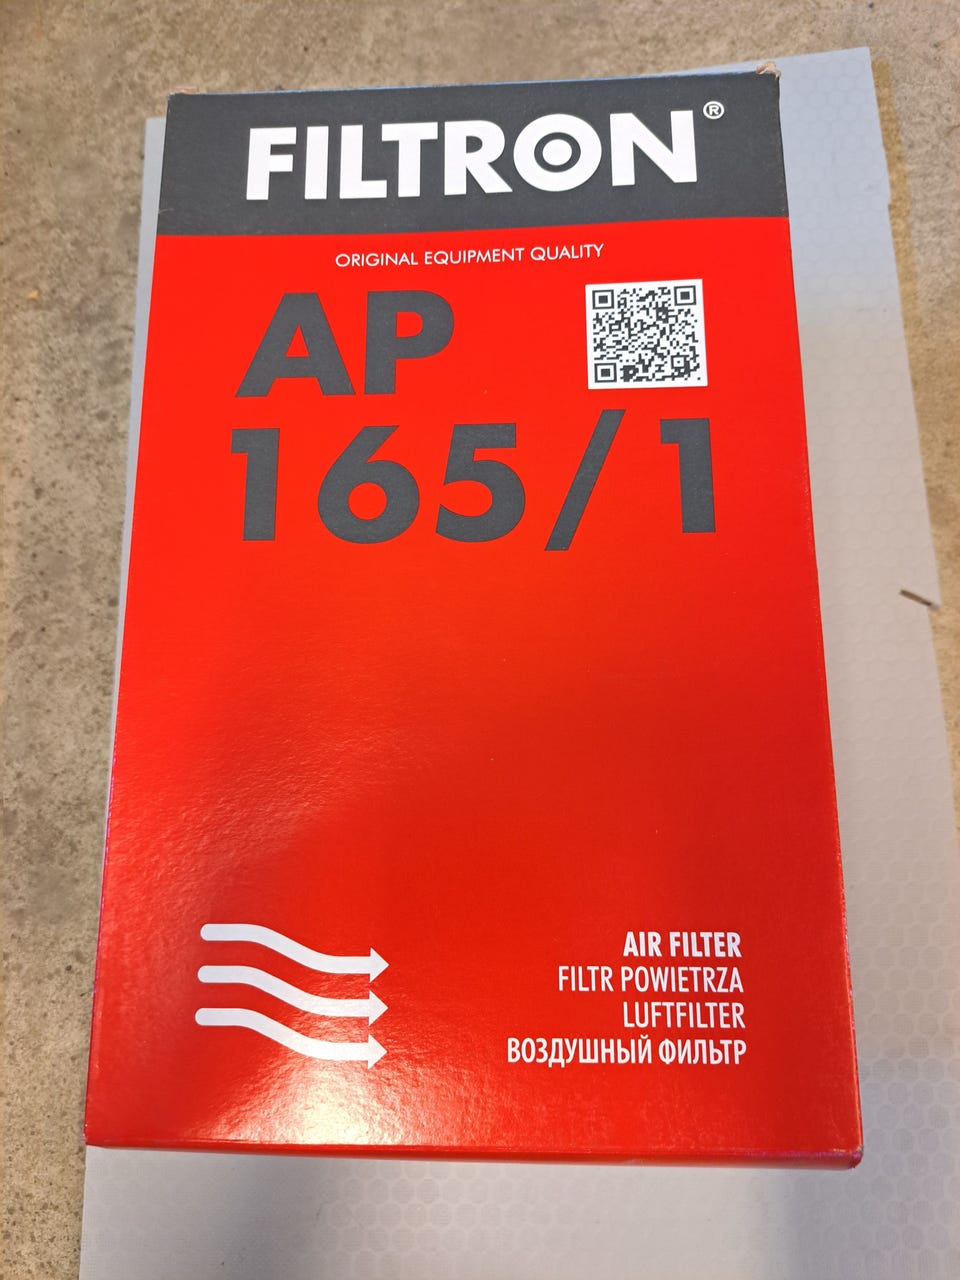 FILTRON®
ORIGINAL EQUIPMENT QUALITY
AP
165/1
AIR FILTER
FILTR POWIETRZA
LUFTFILTER
ВОЗДУШНЫЙ ФИЛЬТР